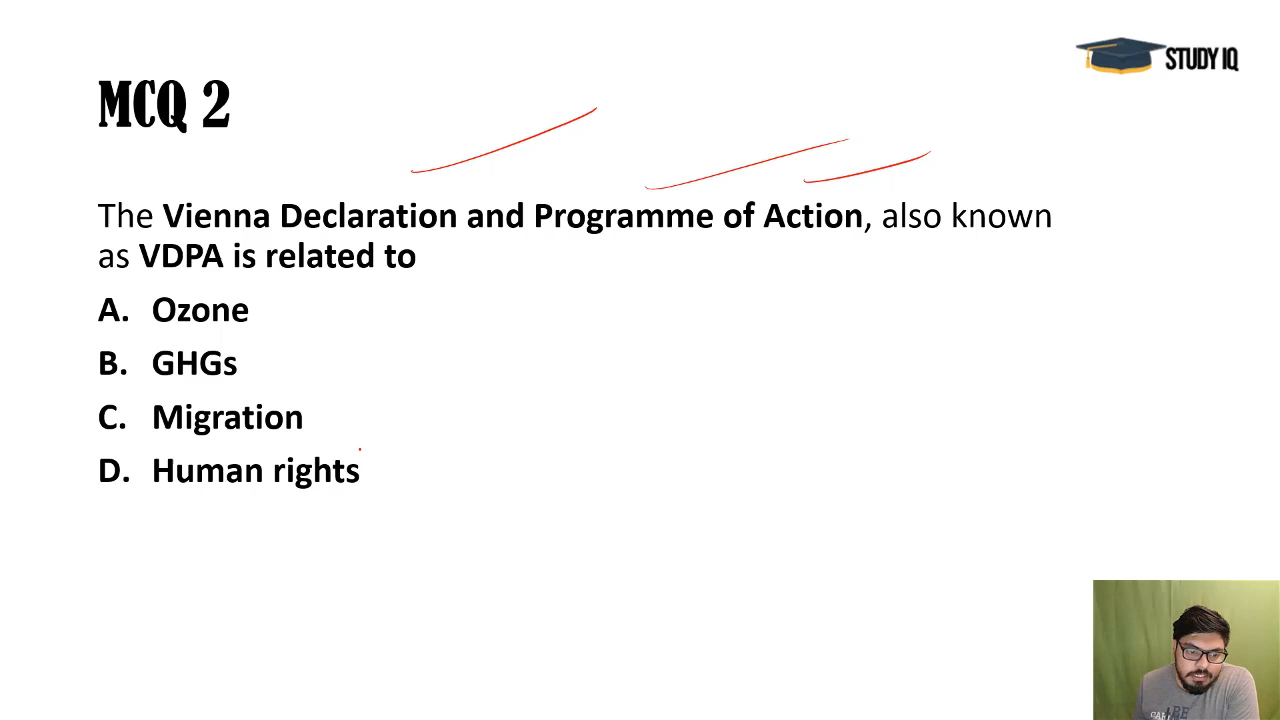 STUDY IQ
MCQ 2
The Vienna Declaration and Programme of Action, also known
as VDPA is related to
A. Ozone
B. GHGs
C. Migration
D. Human rights